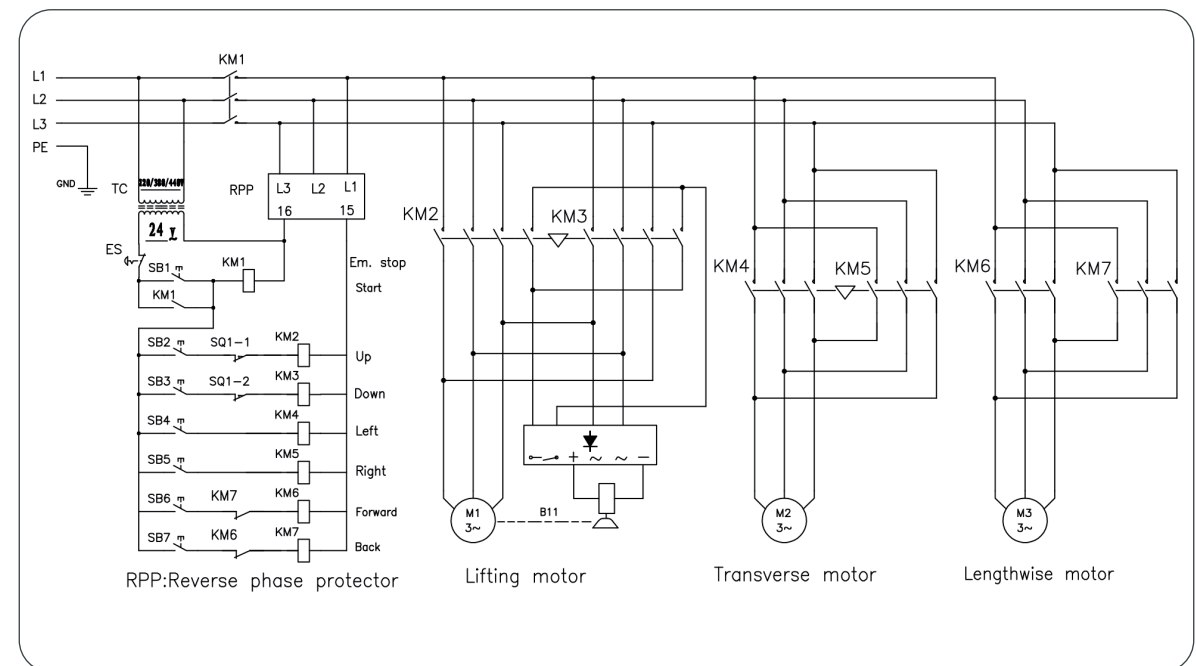 KM1
L1
L2
L3
PE
GND
TC
220/380/440V
RPP
L3 L2 L1
16 15
24 V
ES
SB1
KM1
Em. stop
Start
KM1
SB2 SQ1-1 KM2 Up
SB3 SQ1-2 KM3 Down
SB4 KM4 Left
SB5 KM5 Right
SB6 KM7 KM6 Forward
SB7 KM6 KM7 Back
RPP:Reverse phase protector
KM2 KM3
+ ~ ~ −
M1
3~
B11
Lifting motor
KM4 KM5
M2
3~
Transverse motor
KM6 KM7
M3
3~
Lengthwise motor